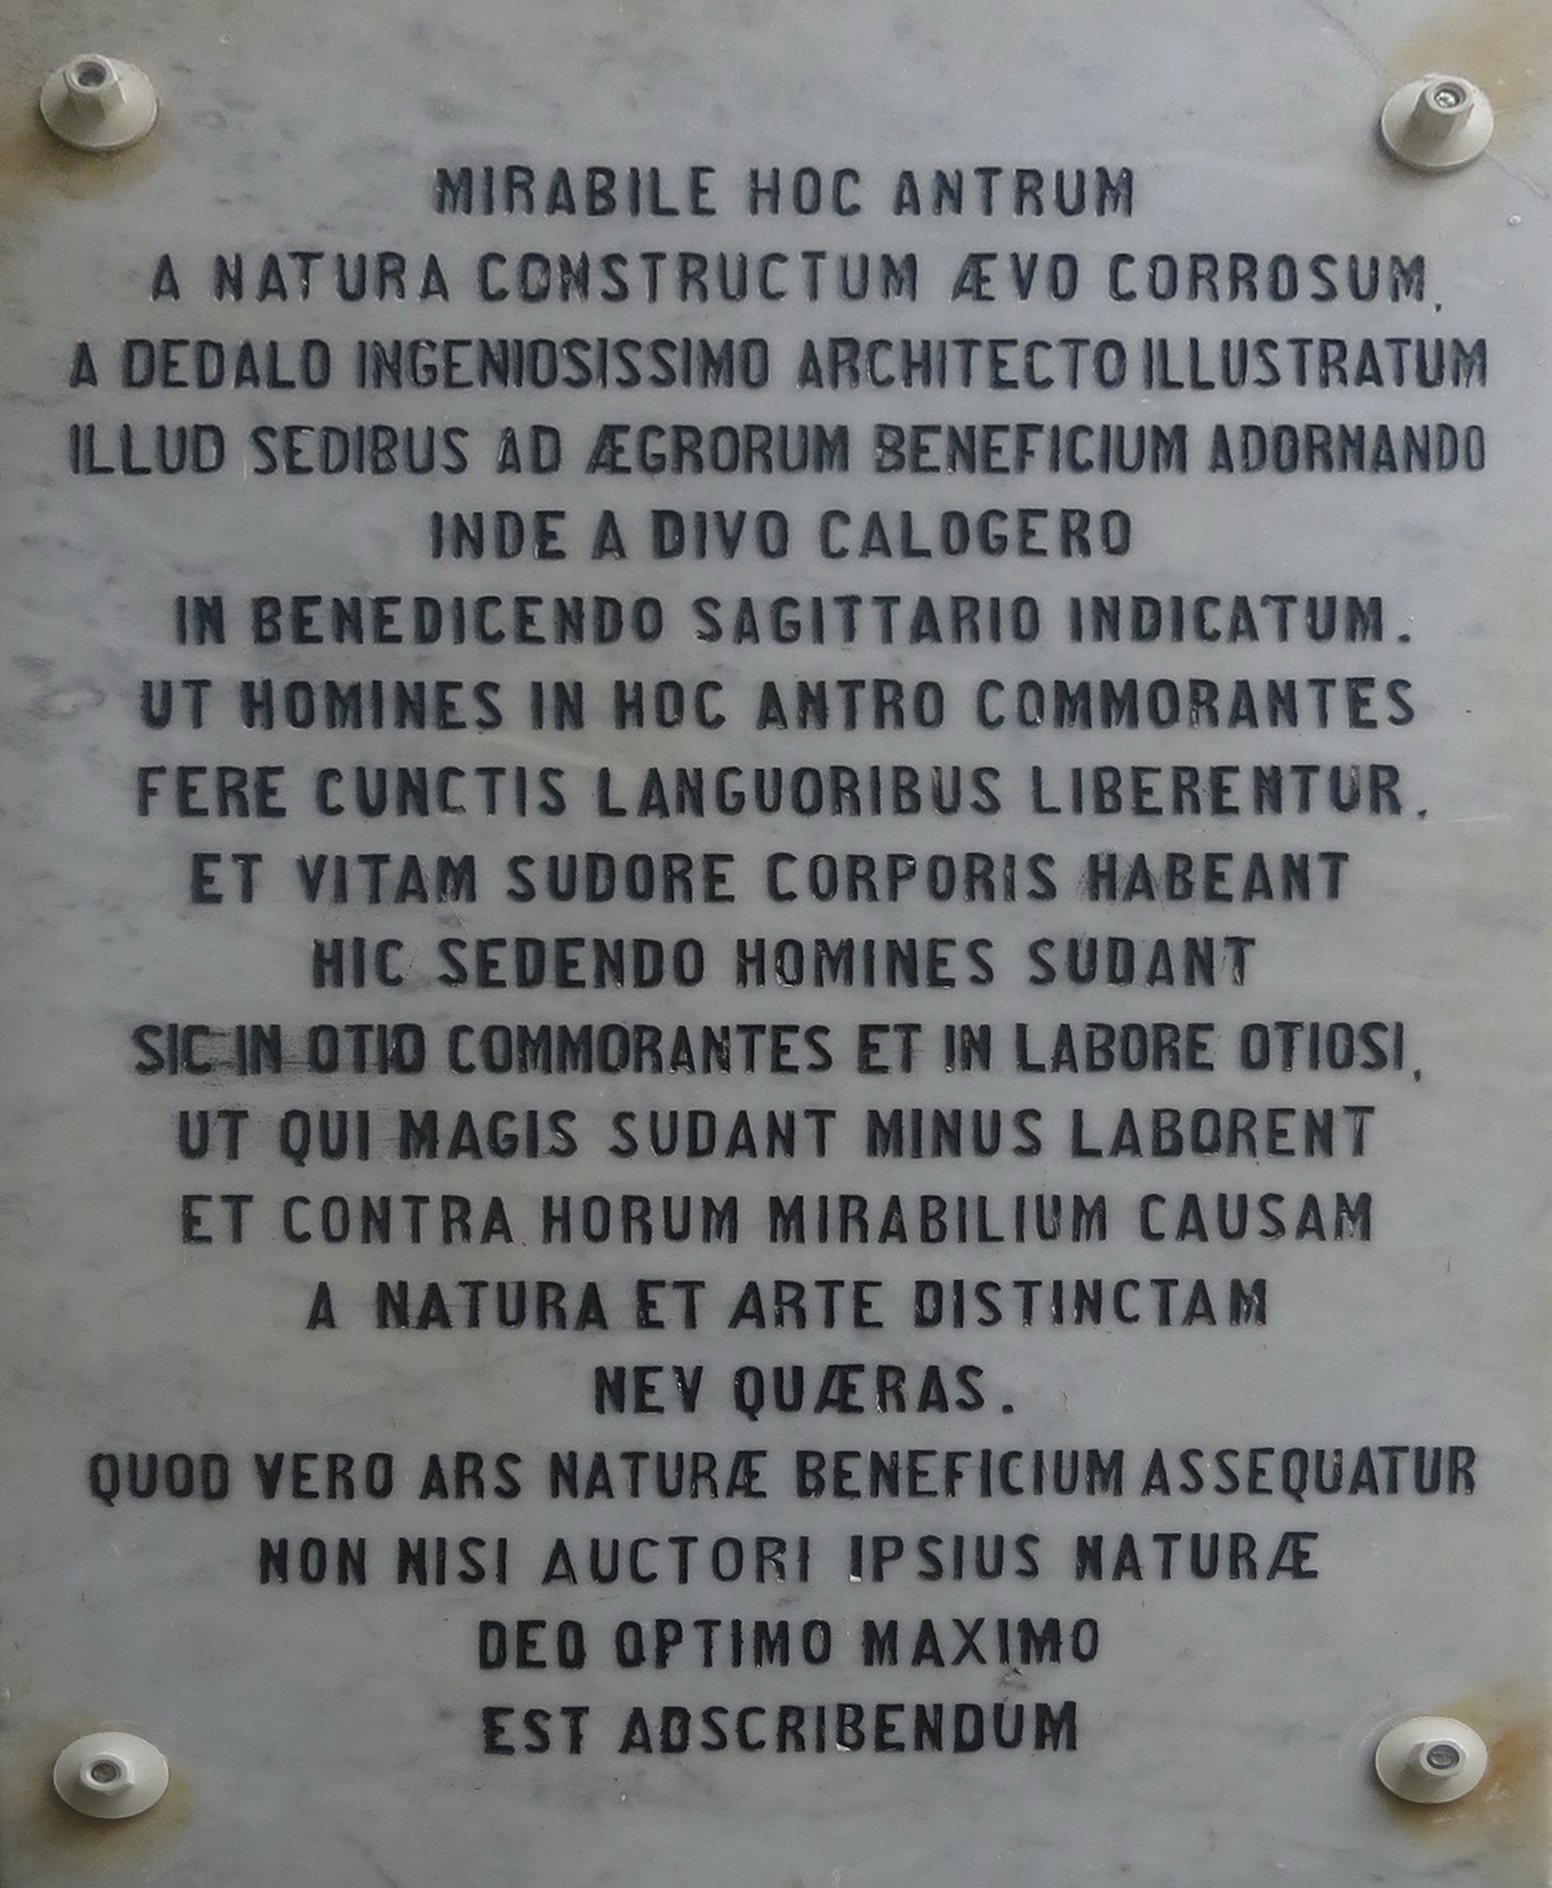 MIRABILE HOC ANTRUM
A NATURA CONSTRUCTUM ÆVO CORROSUM,
A DEDALO INGENIOSISSIMO ARCHITECTO ILLUSTRATUM
ILLUD SEDIBUS AD ÆGRORUM BENEFICIUM ADORNANDO
INDE A DIVO CALOGERO
IN BENEDICENDO SAGITTARIO INDICATUM.
UT HOMINES IN HOC ANTRO COMMORANTES
FERE CUNCTIS LANGUORIBUS LIBERENTUR,
ET VITAM SUDORE CORPORIS HABEANT
HIC SEDENDO HOMINES SUDANT
SIC IN OTIO COMMORANTES ET IN LABORE OTIOSI,
UT QUI MAGIS SUDANT MINUS LABORENT
ET CONTRA HORUM MIRABILIUM CAUSAM
A NATURA ET ARTE DISTINCTAM
NEV QUÆRAS.
QUOD VERO ARS NATURÆ BENEFICIUM ASSEQUATUR
NON NISI AUCTORI IPSIUS NATURÆ
DEO OPTIMO MAXIMO
EST ADSCRIBENDUM